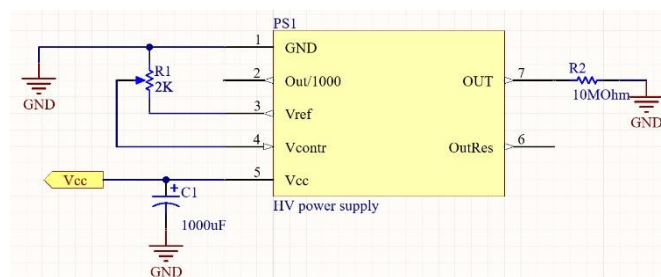 PS1
1
GND
2
Out/1000
3
Vref
4
Vcontr
5
Vcc
7
OUT
6
OutRes
HV power supply
R1
2K
GND
Vcc
C1
1000uF
GND
R2
10MOhm
GND
+